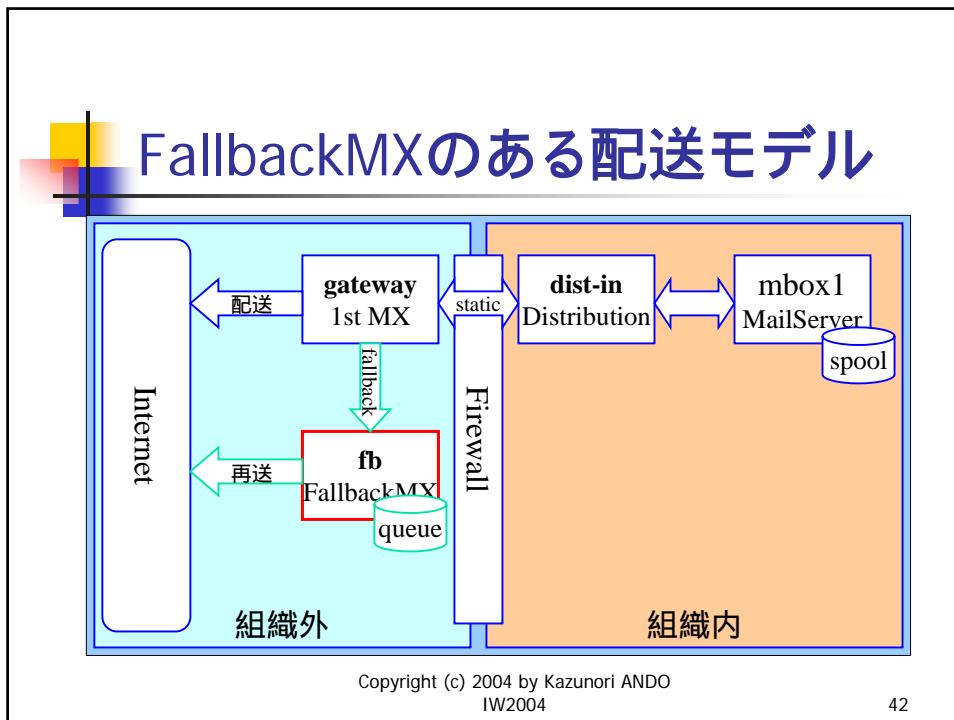 FallbackMXのある配送モデル
Internet
配送
gateway
1st MX
fallback
再送
fb
FallbackMX
queue
static
Firewall
dist-in
Distribution
mbox1
MailServer
spool
組織外
組織内
Copyright (c) 2004 by Kazunori ANDO
IW2004
42